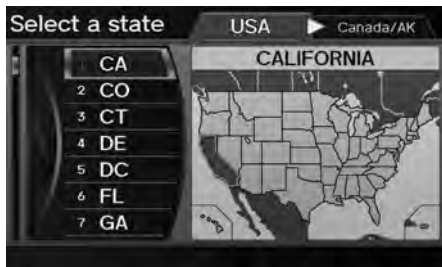 Select a state USA Canada/AK
CALIFORNIA
1 CA
2 CO
3 CT
4 DE
5 DC
6 FL
7 GA